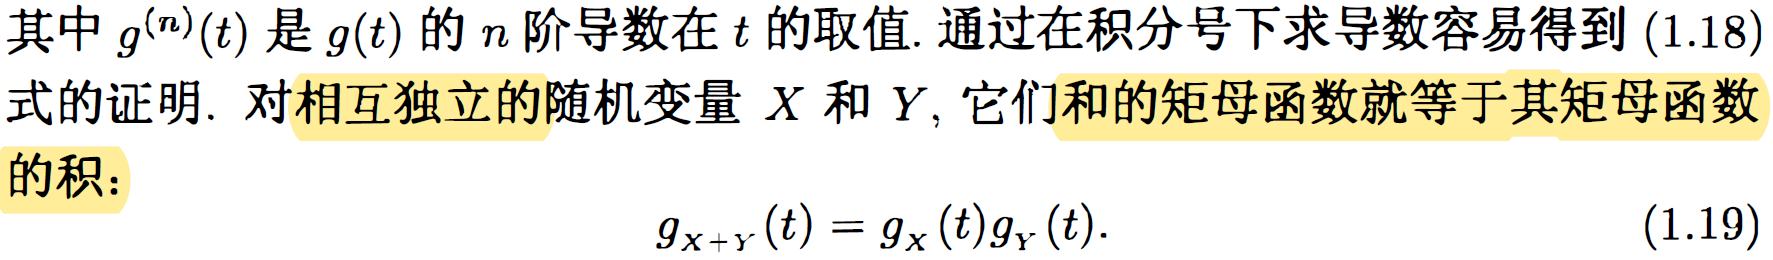 其中 g⁽ⁿ⁾(t) 是 g(t) 的 n 阶导数在 t 的取值. 通过在积分号下求导数容易得到 (1.18)
式的证明. 对相互独立的随机变量 X 和 Y, 它们和的矩母函数就等于其矩母函数
的积:
g_{X+Y}(t) = g_X(t)g_Y(t). (1.19)